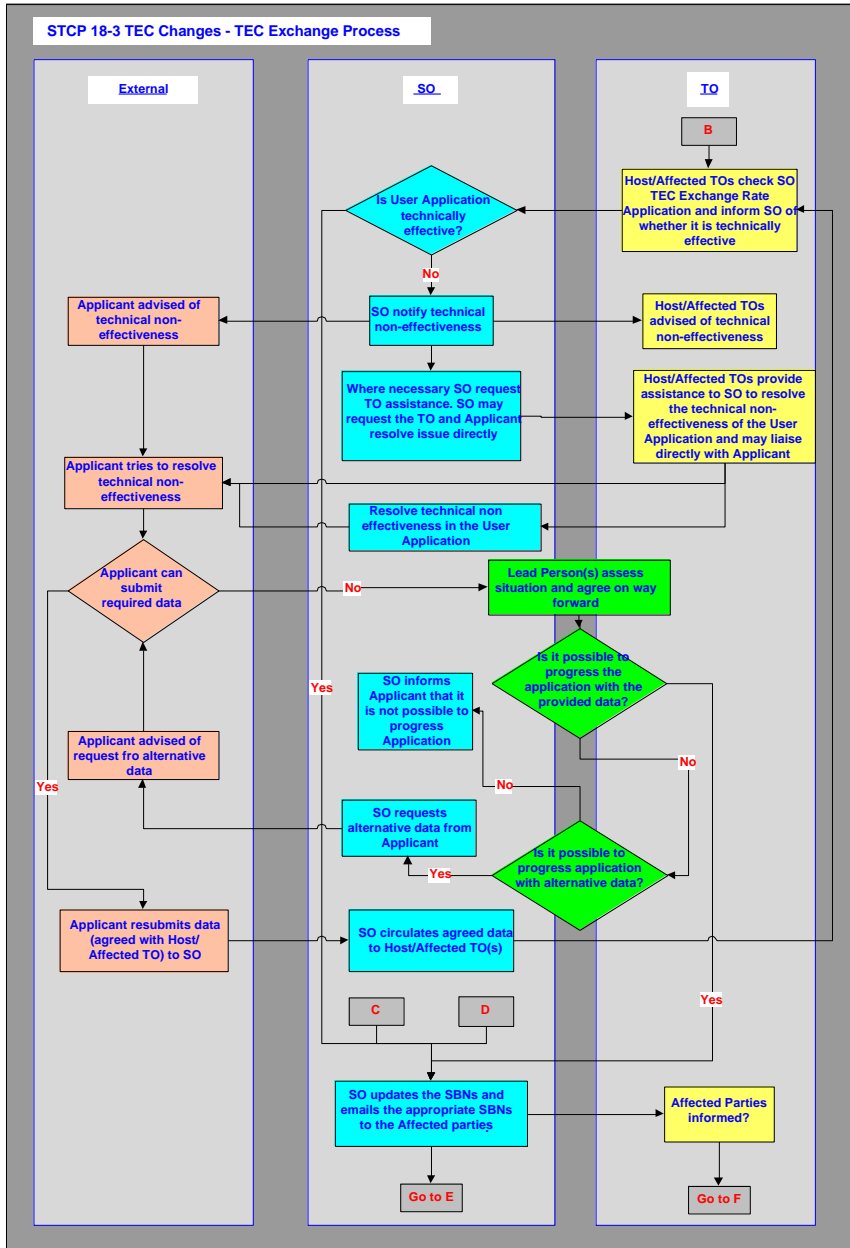 STCP 18-3 TEC Changes - TEC Exchange Process
External
SO
TO
B
Is User Application
technically
effective?
Host/Affected TOs check SO
TEC Exchange Rate
Application and inform SO of
whether it is technically
effective
No
Applicant advised of
technical non-
effectiveness
SO notify technical
non-effectiveness
Host/Affected TOs
advised of technical
non-effectiveness
Where necessary SO request
TO assistance. SO may
request the TO and Applicant
resolve issue directly
Host/Affected TOs provide
assistance to SO to resolve
the technical non-
effectiveness of the User
Application and may liaise
directly with Applicant
Applicant tries to resolve
technical non-
effectiveness
Resolve technical non
effectiveness in the User
Application
Applicant can
submit
required data
No
Lead Person(s) assess
situation and agree on way
forward
Is it possible to
progress the
application with the
provided data?
Yes
SO informs
Applicant that it
is not possible to
progress
Application
No
No
Applicant advised of
request fro alternative
data
Yes
SO requests
alternative data from
Applicant
Yes
Is it possible to
progress application
with alternative data?
Applicant resubmits data
(agreed with Host/
Affected TO) to SO
SO circulates agreed data
to Host/Affected TO(s)
Yes
C
D
SO updates the SBNs and
emails the appropriate SBNs
to the Affected parties
Affected Parties
informed?
Go to E
Go to F